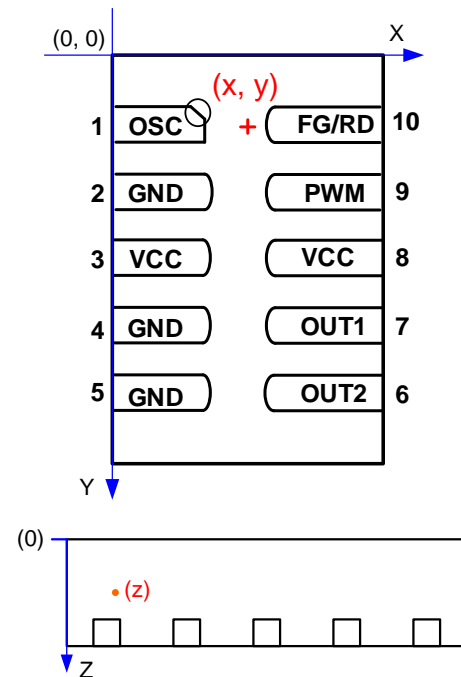 (0, 0) X
(x, y)
1 OSC + FG/RD 10
2 GND PWM 9
3 VCC VCC 8
4 GND OUT1 7
5 GND OUT2 6
Y
(0)
(z)
Z